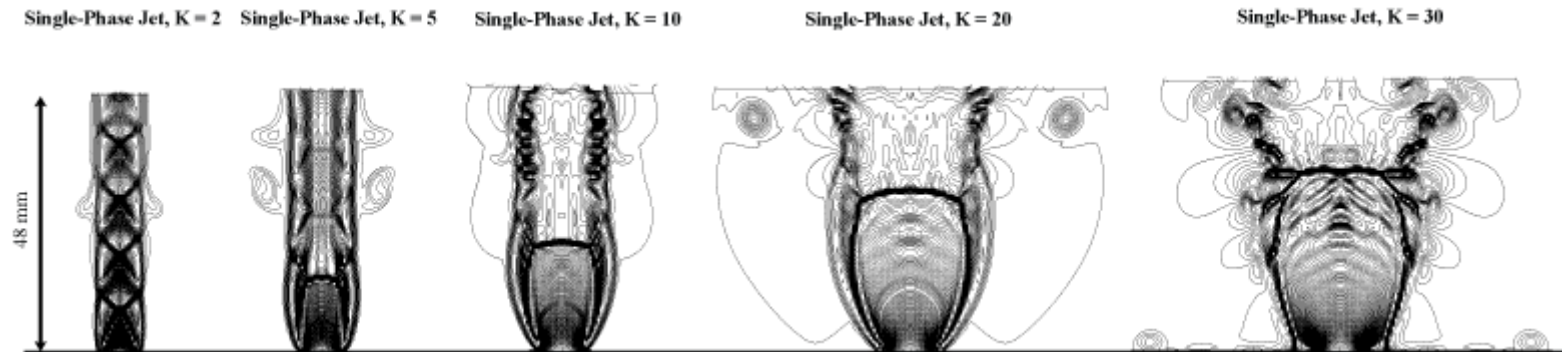 Single-Phase Jet, K = 2
Single-Phase Jet, K = 5
Single-Phase Jet, K = 10
Single-Phase Jet, K = 20
Single-Phase Jet, K = 30
48 mm